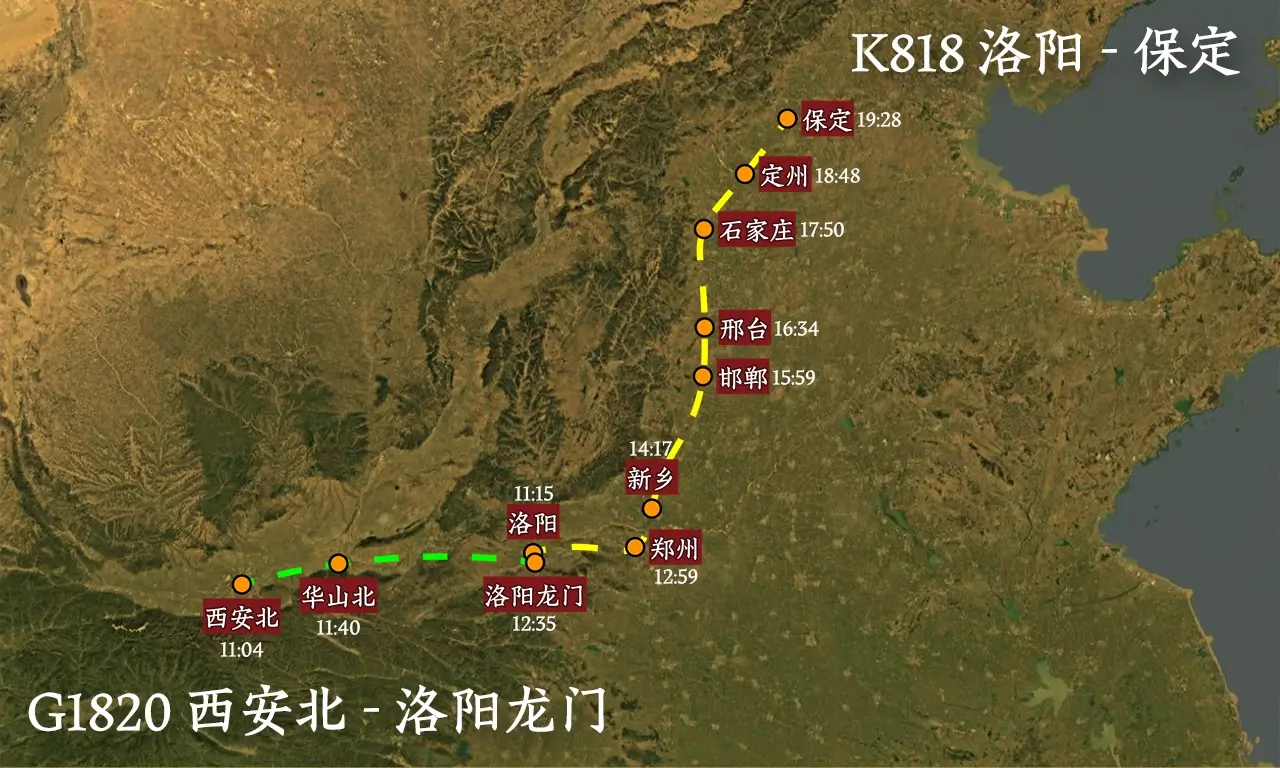 K818 洛阳 - 保定
保定 19:28
定州 18:48
石家庄 17:50
邢台 16:34
邯郸 15:59
14:17
新乡
11:15
洛阳
郑州
12:59
洛阳龙门
12:35
华山北
11:40
西安北
11:04
G1820 西安北 - 洛阳龙门